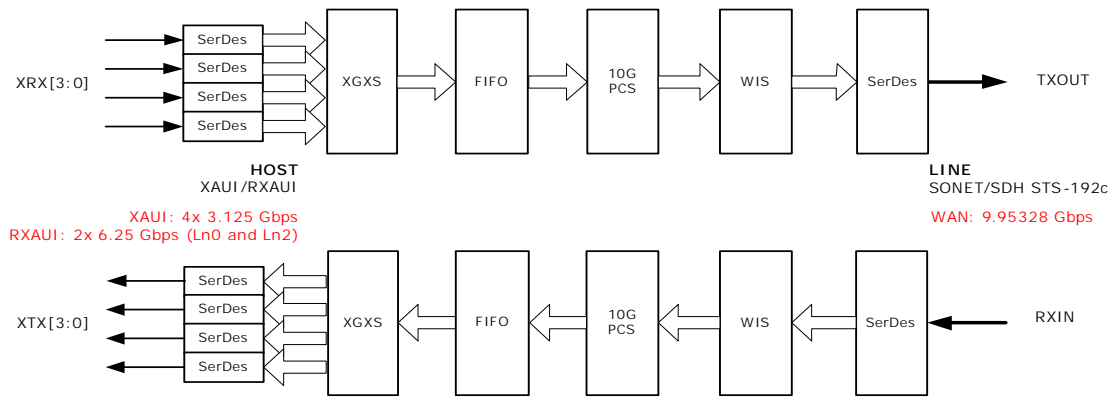 SerDes
SerDes
SerDes
SerDes
XRX[3:0]
XGXS
FIFO
10G
PCS
WIS
SerDes
TXOUT
HOST
XAUI/RXAUI
XAUI: 4x 3.125 Gbps
RXAUI: 2x 6.25 Gbps (Ln0 and Ln2)
LINE
SONET/SDH STS-192c
WAN: 9.95328 Gbps
SerDes
SerDes
SerDes
SerDes
XTX[3:0]
XGXS
FIFO
10G
PCS
WIS
SerDes
RXIN